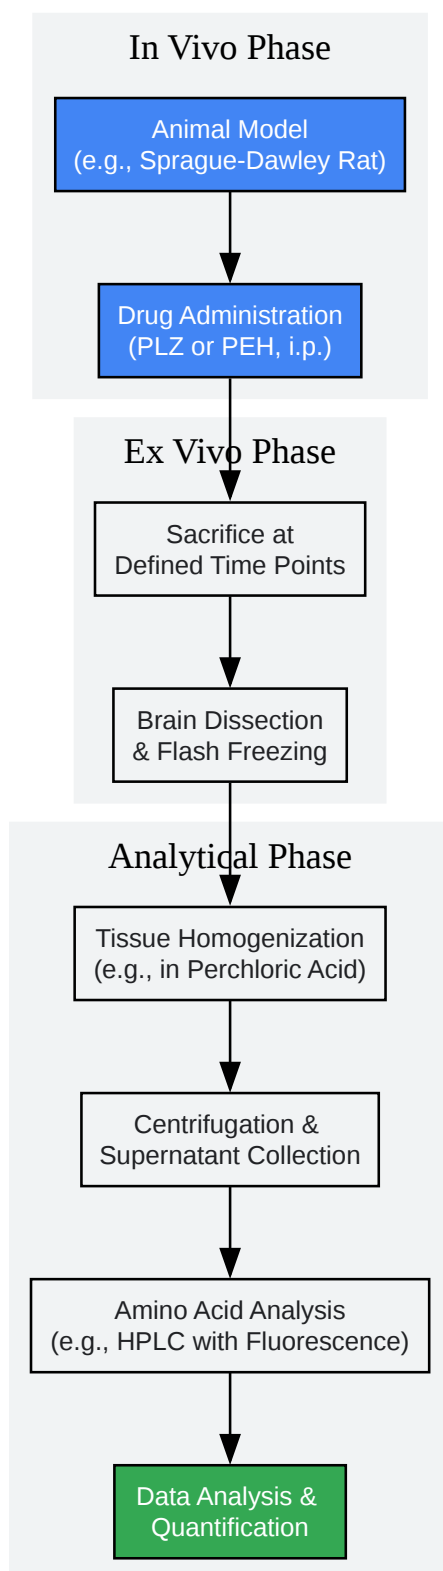 In Vivo Phase
Animal Model
(e.g., Sprague-Dawley Rat)
Drug Administration
(PLZ or PEH, i.p.)
Ex Vivo Phase
Sacrifice at
Defined Time Points
Brain Dissection
& Flash Freezing
Analytical Phase
Tissue Homogenization
(e.g., in Perchloric Acid)
Centrifugation &
Supernatant Collection
Amino Acid Analysis
(e.g., HPLC with Fluorescence)
Data Analysis &
Quantification